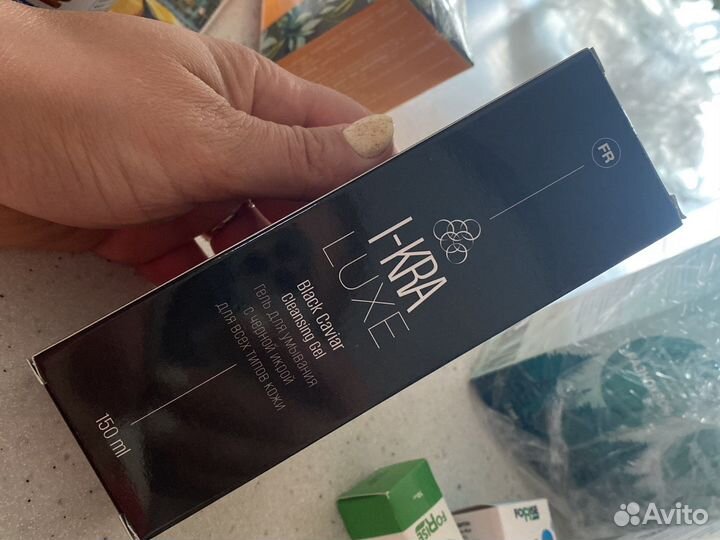 FR
I-KRA
LUXE
Black Caviar
Cleansing Gel
Гель для умывания
с черной икрой
для всех типов кожи
150 ml
FORISE
Avito